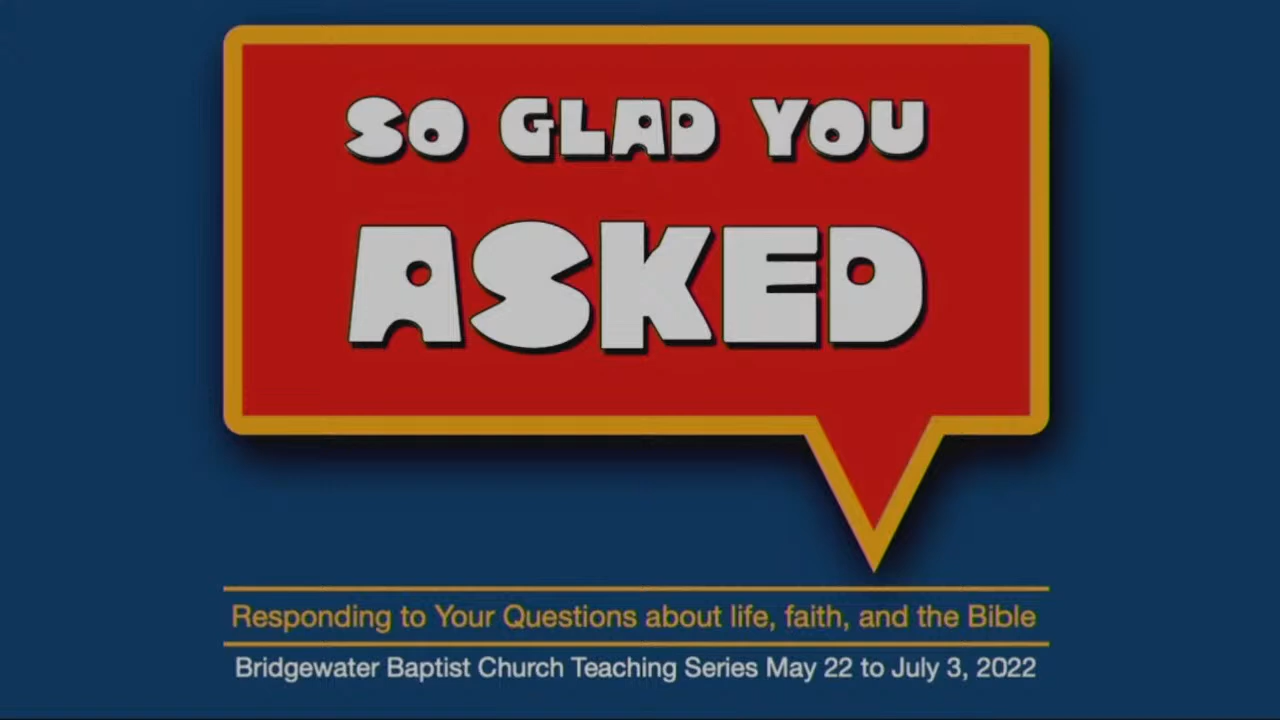 SO GLAD YOU
ASKED
Responding to Your Questions about life, faith, and the Bible
Bridgewater Baptist Church Teaching Series May 22 to July 3, 2022